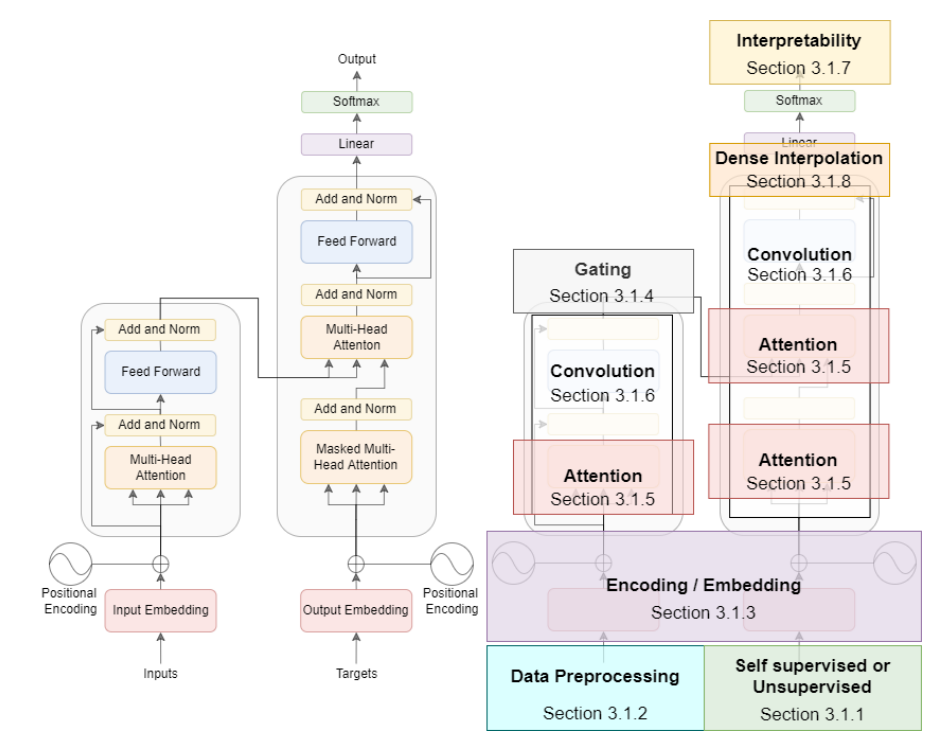 Output
Softmax
Linear
Add and Norm
Feed Forward
Add and Norm
Multi-Head
Attenton
Add and Norm
Masked Multi-
Head Attention
Add and Norm
Feed Forward
Add and Norm
Multi-Head
Attention
Positional
Encoding
Input Embedding
Output Embedding
Positional
Encoding
Inputs
Targets
Interpretability
Section 3.1.7
Softmax
Linear
Dense Interpolation
Section 3.1.8
Convolution
Section 3.1.6
Gating
Section 3.1.4
Attention
Section 3.1.5
Convolution
Section 3.1.6
Attention
Section 3.1.5
Attention
Section 3.1.5
Encoding / Embedding
Section 3.1.3
Data Preprocessing
Section 3.1.2
Self supervised or
Unsupervised
Section 3.1.1